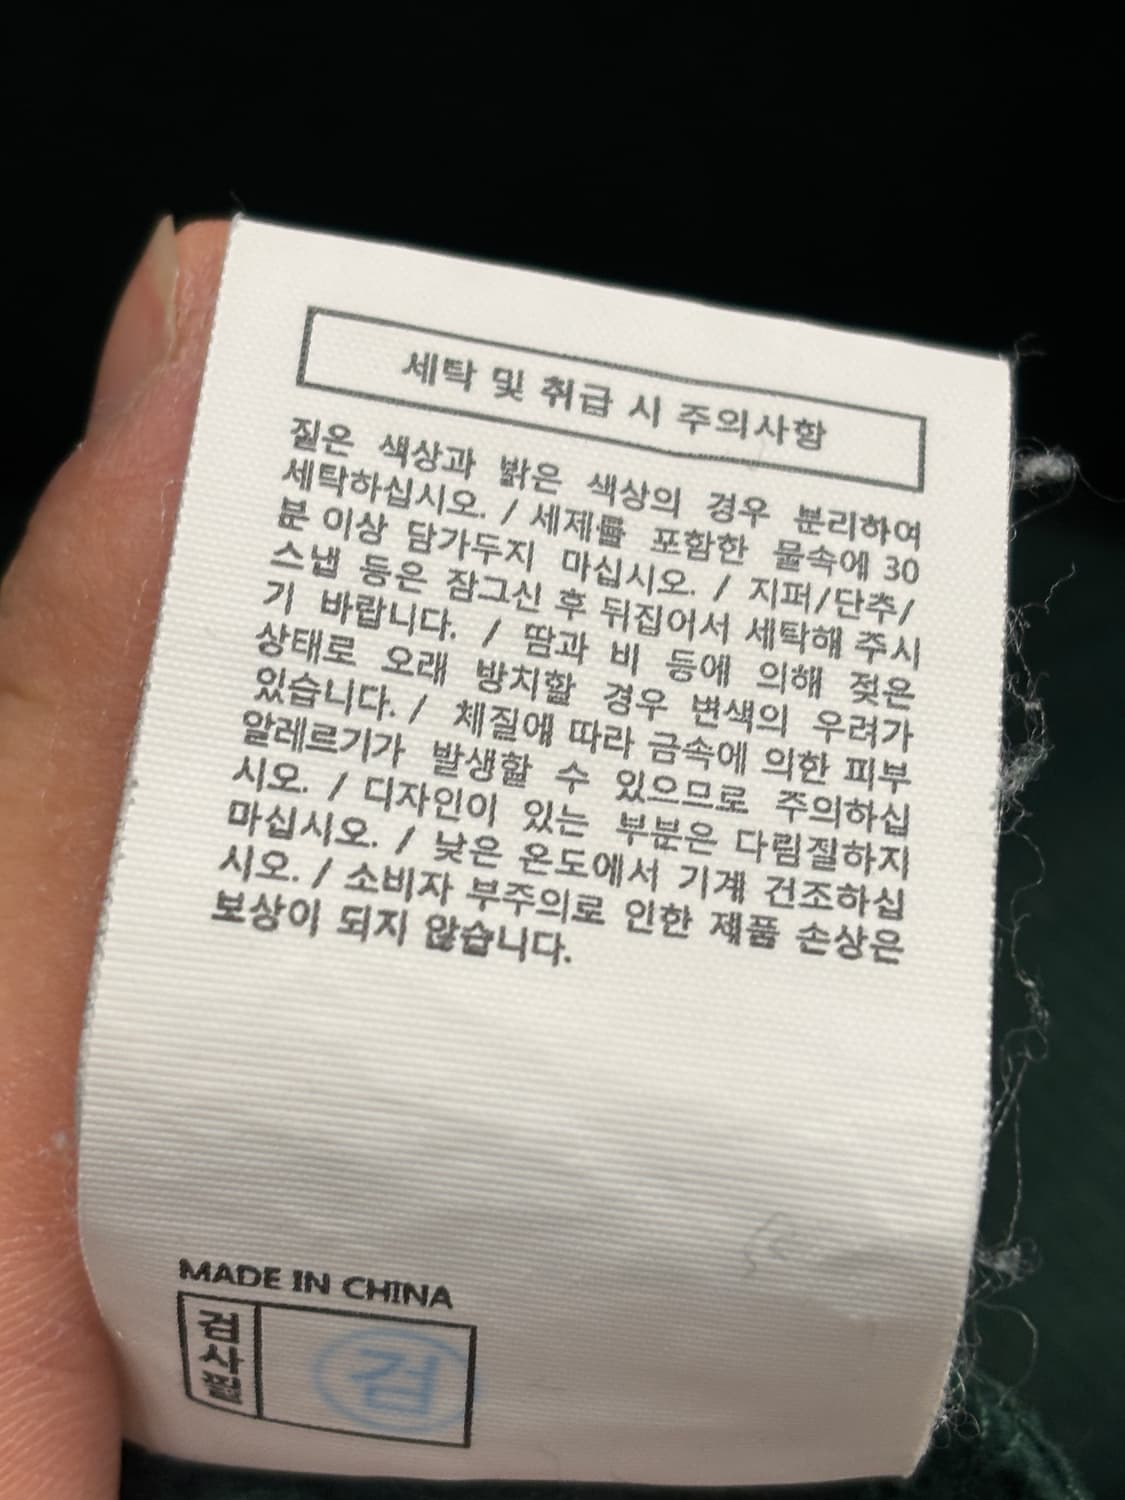 세탁 및 취급 시 주의사항
짙은 색상과 밝은 색상의 경우 분리하여
세탁하십시오. / 세제를 포함한 물속에 30
분 이상 담가두지 마십시오. / 지퍼/단추/
스냅 등은 잠그신 후 뒤집어서 세탁해 주시
기 바랍니다. / 땀과 비 등에 의해 젖은
상태로 오래 방치할 경우 변색의 우려가
있습니다. / 체질에 따라 금속에 의한 피부
알레르기가 발생할 수 있으므로 주의하십
시오. / 디자인이 있는 부분은 다림질하지
마십시오. / 낮은 온도에서 기계 건조하십
시오. / 소비자 부주의로 인한 제품 손상은
보상이 되지 않습니다.
MADE IN CHINA
검사필
검